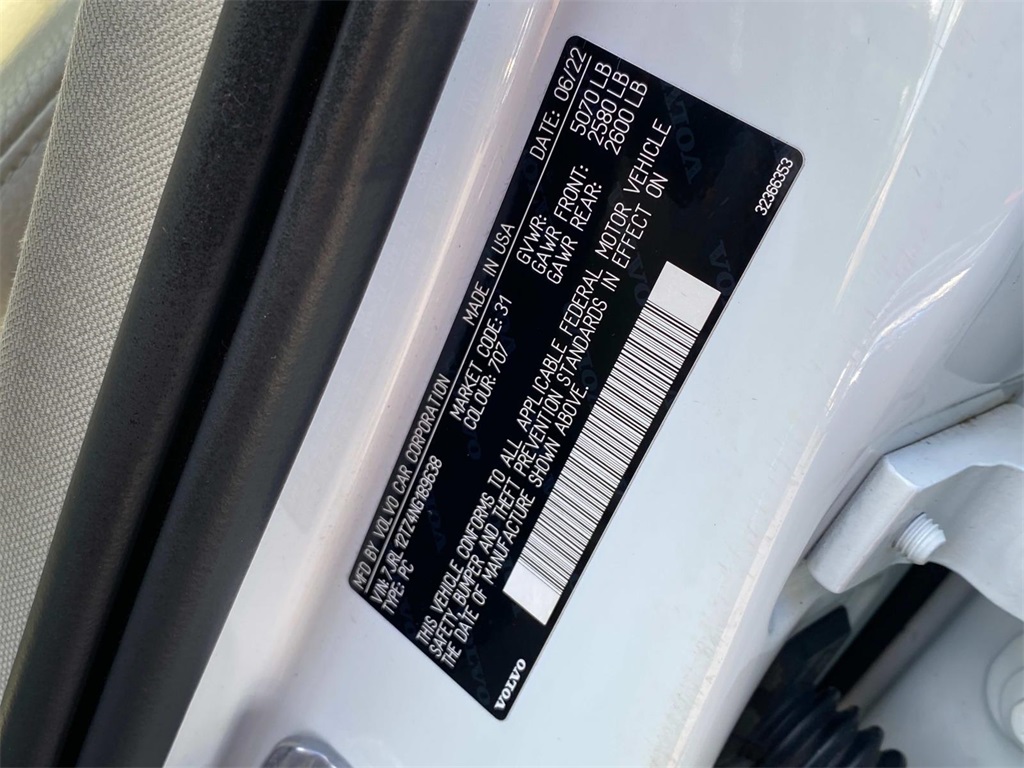 MFD BY VOLVO CAR CORPORATION MADE IN USA DATE: 06/22
VIN: 7JRL12TZ4NG189638 MARKET CODE: 31 GVWR: 5070 LB
TYPE: PC COLOUR: 707 GAWR FRONT: 2580 LB
GAWR REAR: 2600 LB
THIS VEHICLE CONFORMS TO ALL APPLICABLE FEDERAL MOTOR VEHICLE
SAFETY, BUMPER AND THEFT PREVENTION STANDARDS IN EFFECT ON
THE DATE OF MANUFACTURE SHOWN ABOVE.
VOLVO
32366353